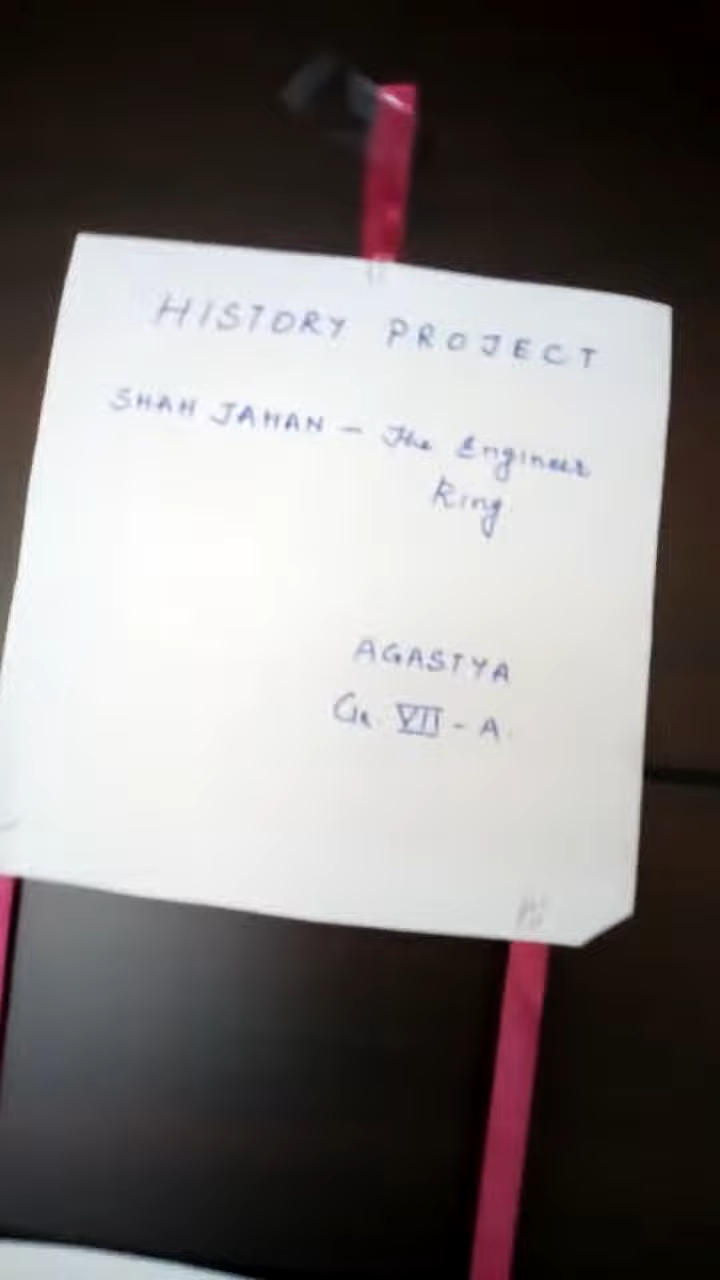 HISTORY PROJECT
SHAH JAHAN - The Engineer
King
AGASTYA
Gr. VII - A.